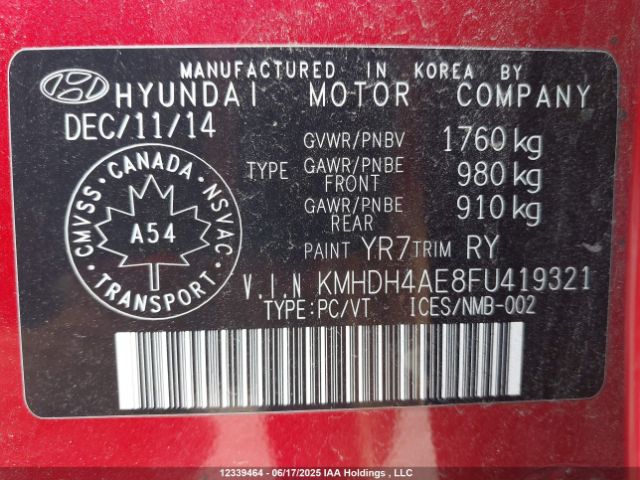 MANUFACTURED IN KOREA BY
HYUNDAI MOTOR COMPANY
DEC/11/14
GVWR/PNBV 1760 kg
TYPE GAWR/PNBE FRONT 980 kg
GAWR/PNBE REAR 910 kg
PAINT YR7 TRIM RY
CMVSS · CANADA · NSVAC
A54
TRANSPORT
V.I.N KMHDH4AE8FU419321
TYPE:PC/VT ICES/NMB-002
12339464 - 06/17/2025 IAA Holdings , LLC